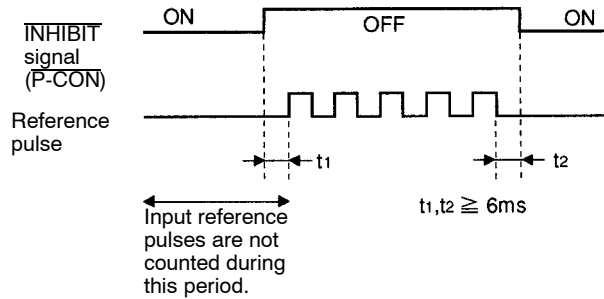 ON
OFF
ON
INHIBIT
signal
(P-CON)
Reference
pulse
t1
t2
Input reference
pulses are not
counted during
this period.
t1,t2 ≧ 6ms